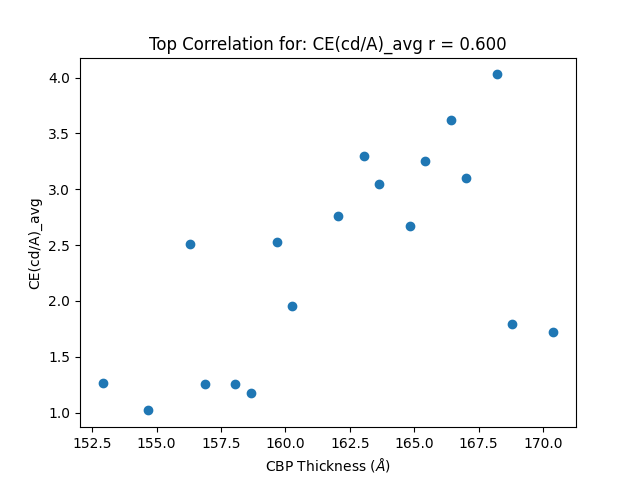 Top Correlation for: CE(cd/A)_avg r = 0.600
4.0
3.5
3.0
2.5
2.0
1.5
1.0
CE(cd/A)_avg
152.5 155.0 157.5 160.0 162.5 165.0 167.5 170.0
CBP Thickness (Å)